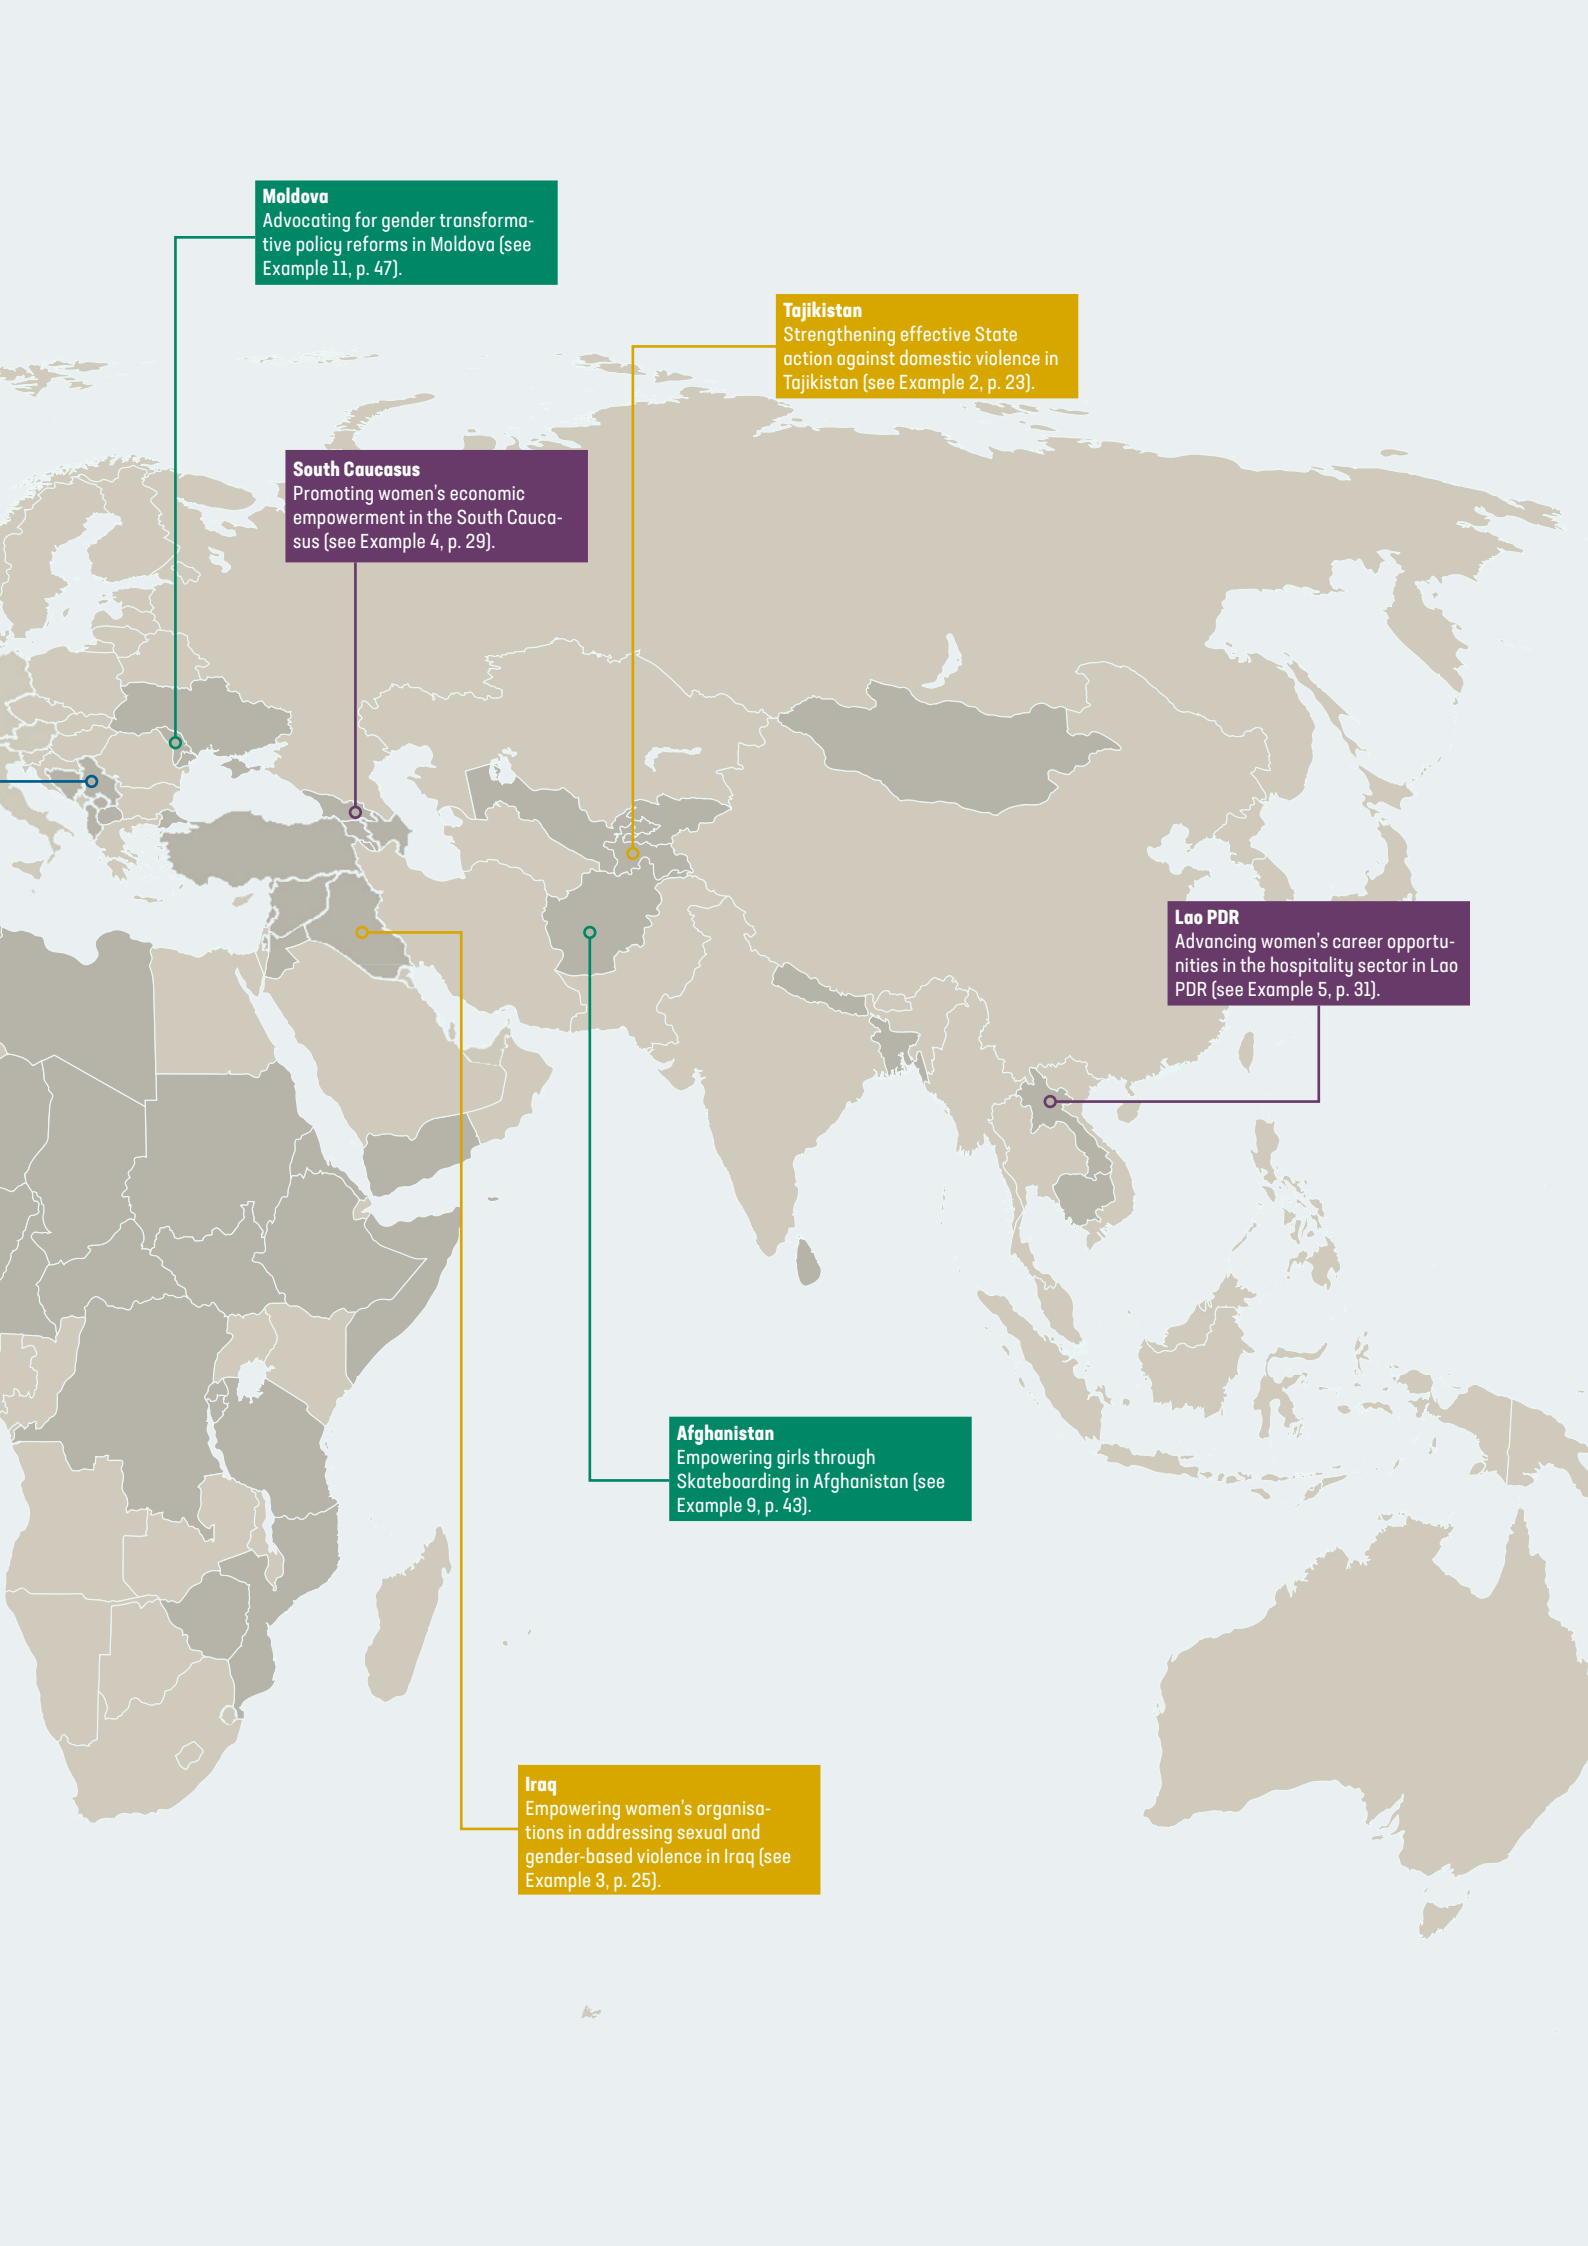 Moldova
Advocating for gender transforma-
tive policy reforms in Moldova (see
Example 11, p. 47).
Tajikistan
Strengthening effective State
action against domestic violence in
Tajikistan (see Example 2, p. 23).
South Caucasus
Promoting women's economic
empowerment in the South Cauca-
sus (see Example 4, p. 29).
Lao PDR
Advancing women's career opportu-
nities in the hospitality sector in Lao
PDR (see Example 5, p. 31).
Afghanistan
Empowering girls through
Skateboarding in Afghanistan (see
Example 9, p. 43).
Iraq
Empowering women's organisa-
tions in addressing sexual and
gender-based violence in Iraq (see
Example 3, p. 25).